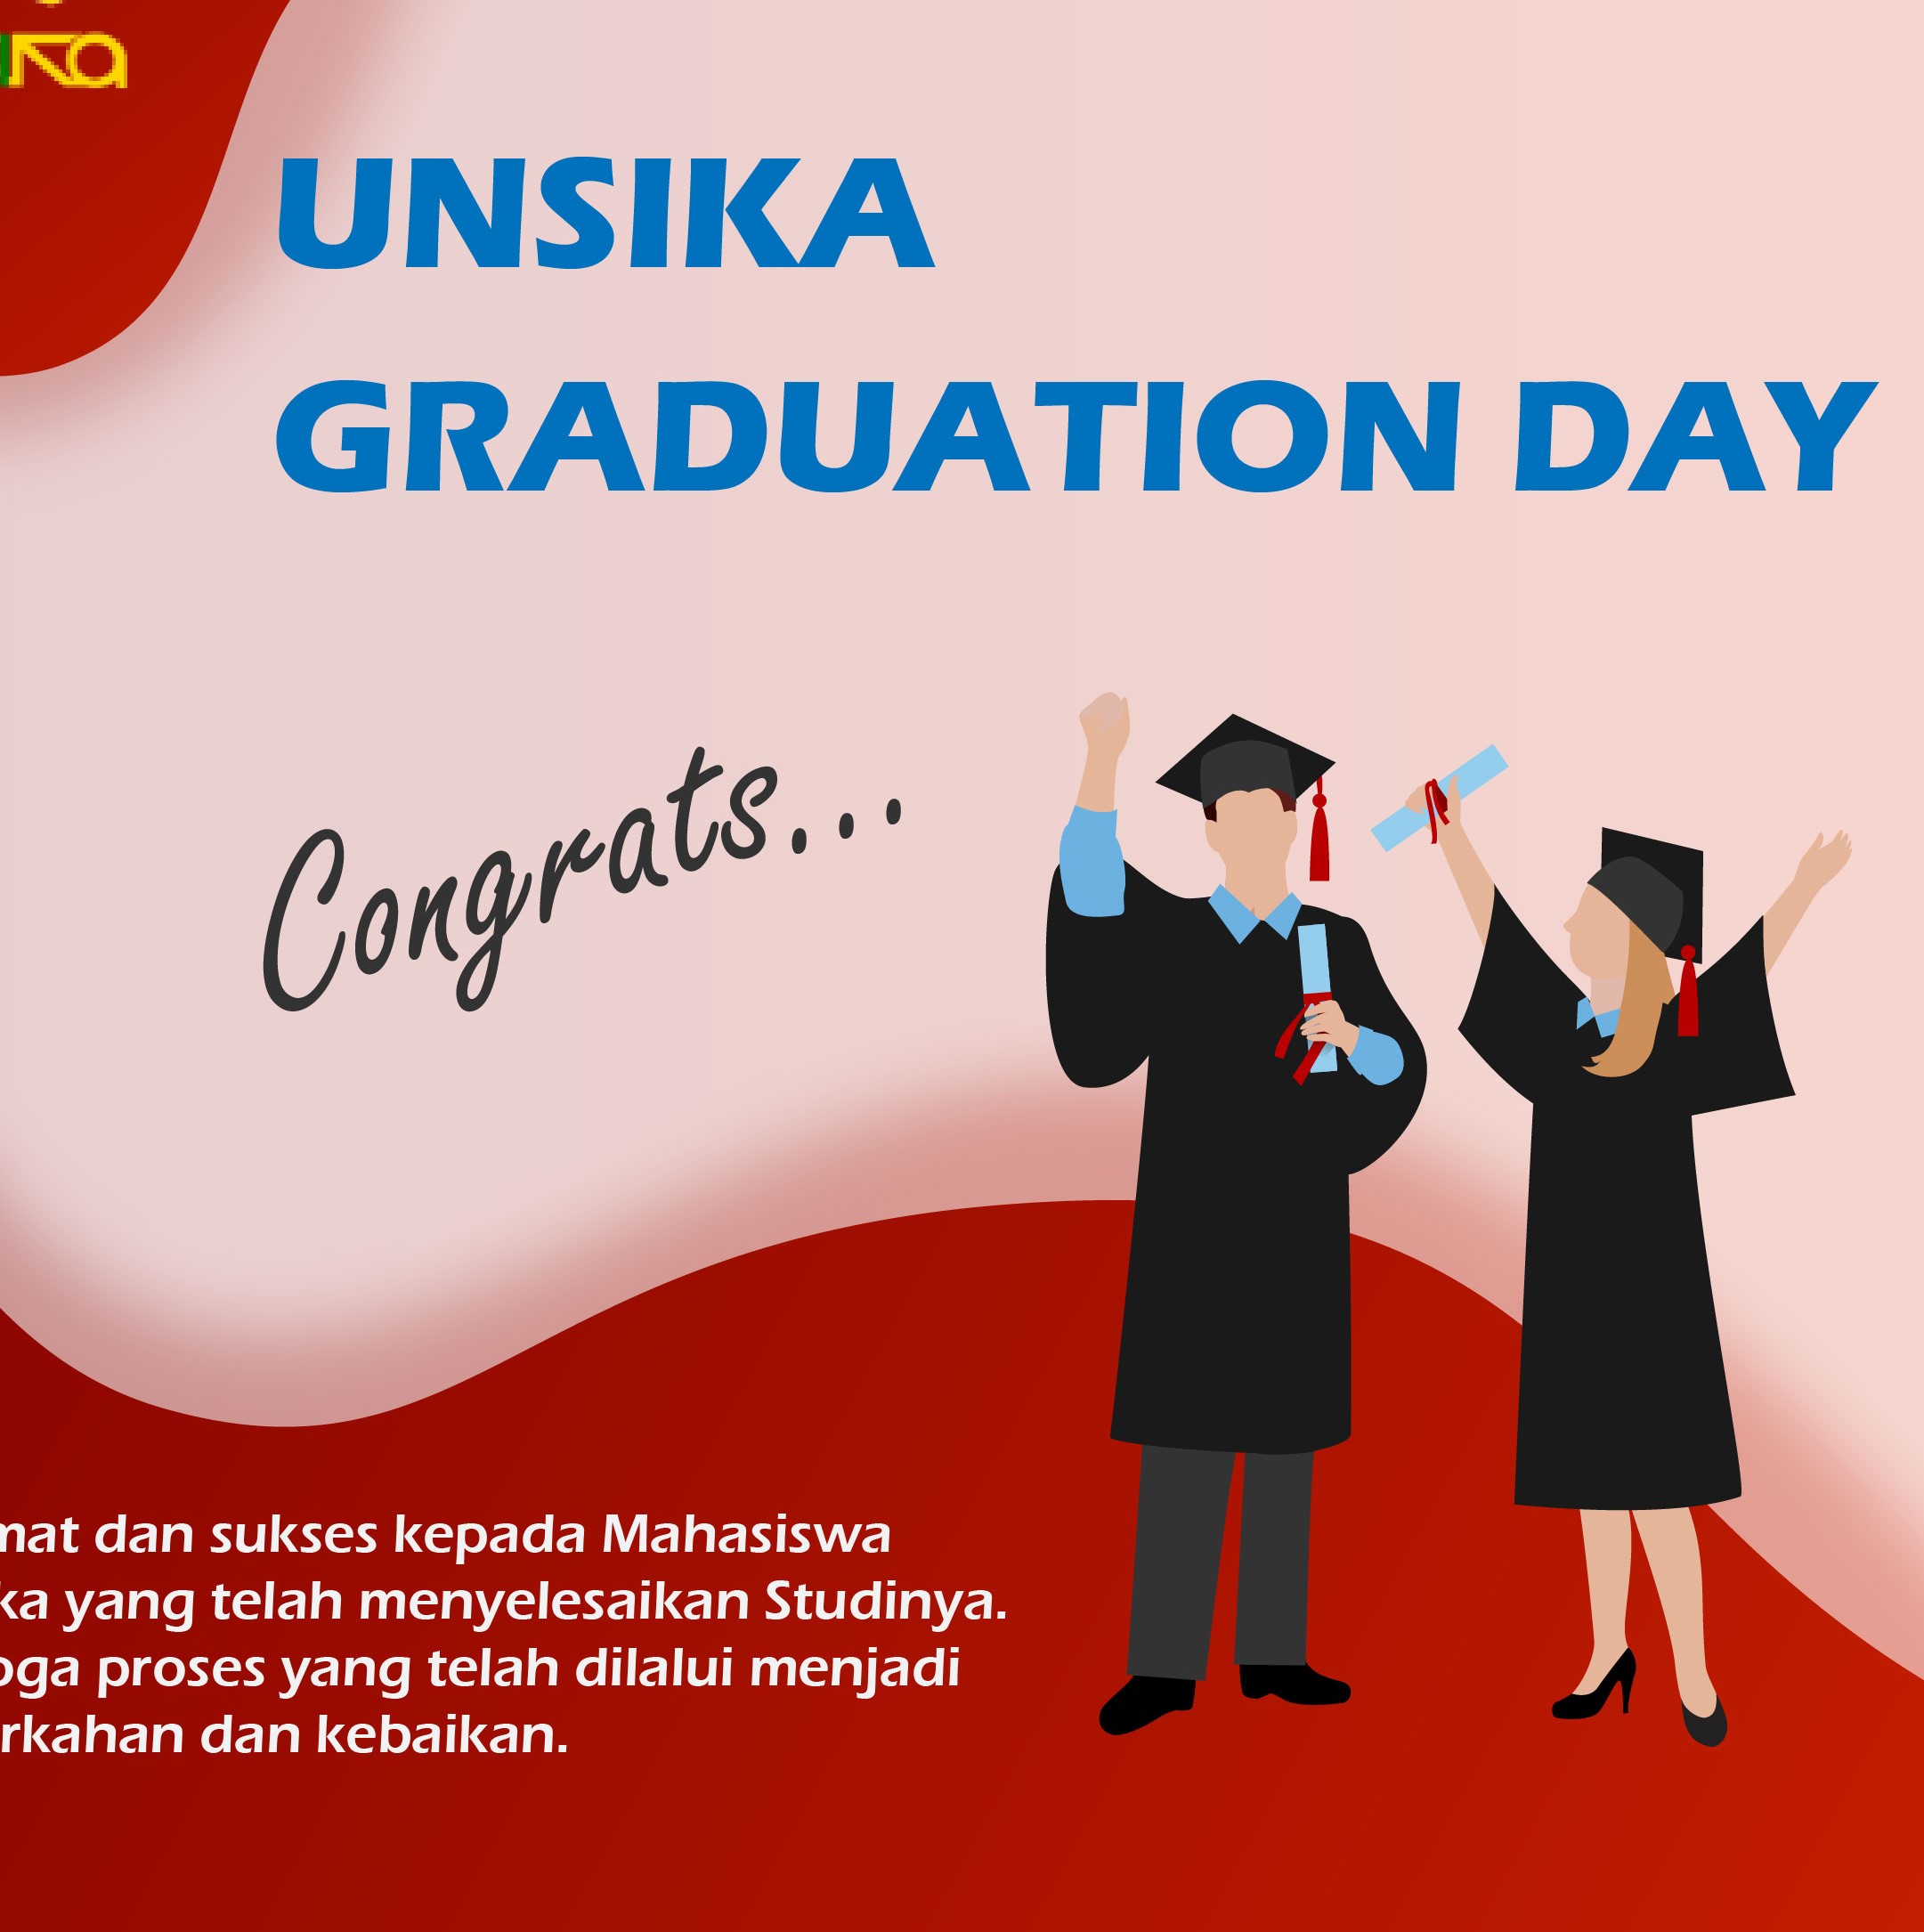 UNSIKA
GRADUATION DAY
Congrats...
mat dan sukses kepada Mahasiswa
ka yang telah menyelesaikan Studinya.
oga proses yang telah dilalui menjadi
rkahan dan kebaikan.